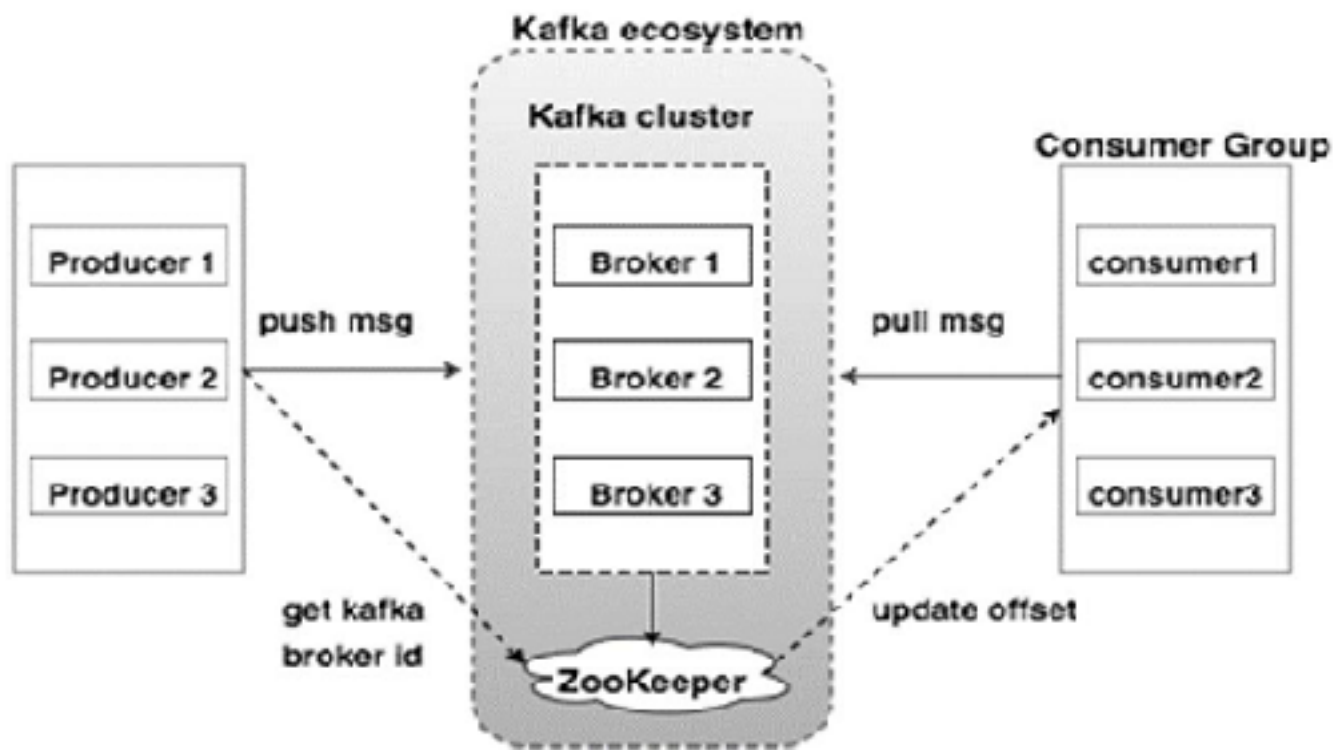 Kafka ecosystem
Kafka cluster
Consumer Group
Producer 1
Producer 2
Producer 3
push msg
Broker 1
Broker 2
Broker 3
pull msg
consumer1
consumer2
consumer3
get kafka
broker id
ZooKeeper
update offset